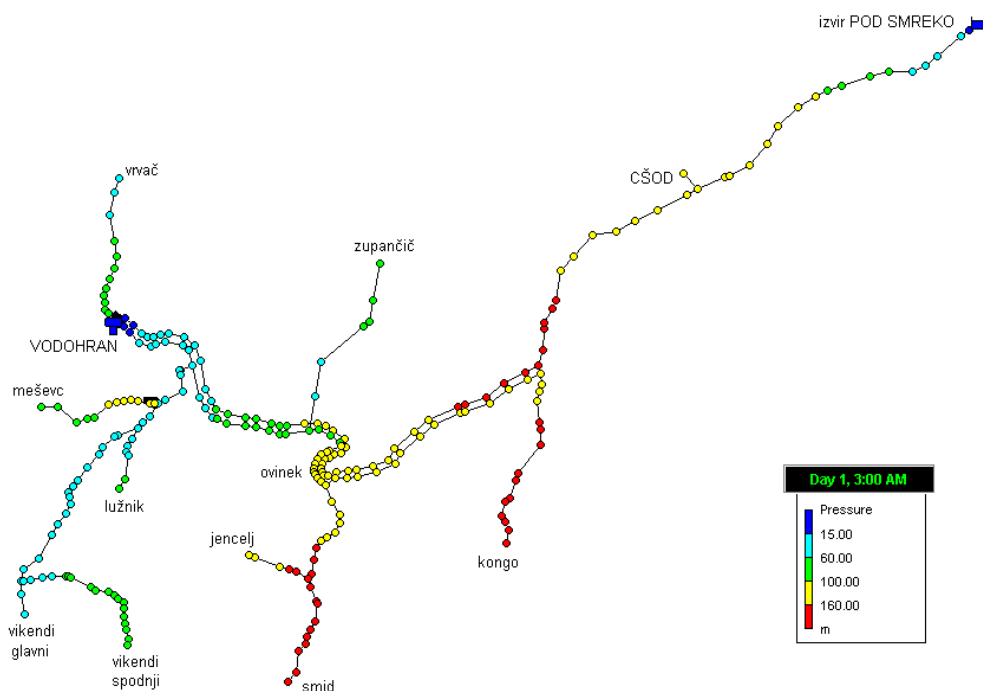 izvir POD SMREKO
CŠOD
vrvač
zupančič
VODOHRAN
meševc
lužnik
ovinek
jencelj
kongo
vikendi
glavni
vikendi
spodnji
smid
Day 1, 3:00 AM
Pressure
15.00
60.00
100.00
160.00
m